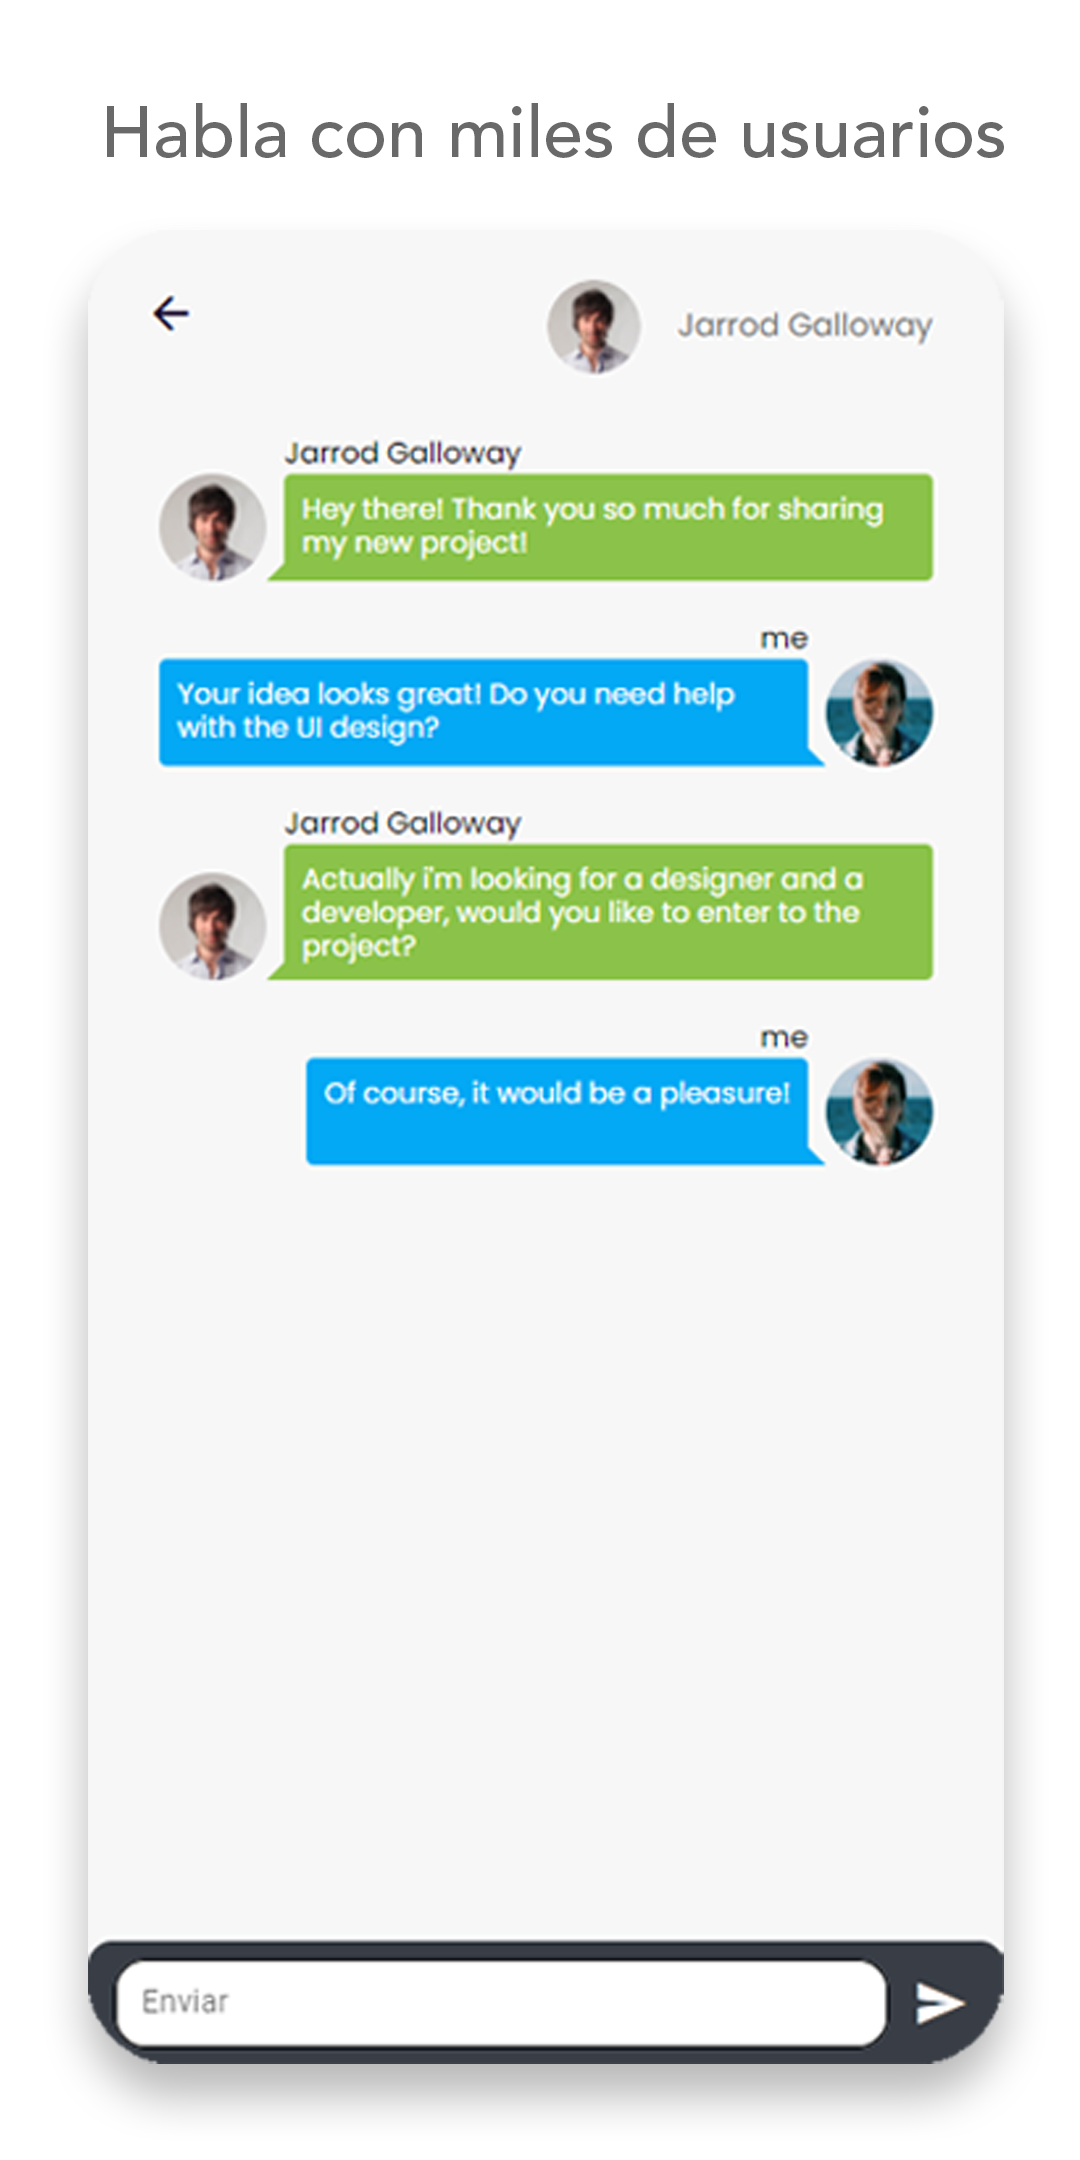 Habla con miles de usuarios
Jarrod Galloway
Jarrod Galloway
Hey there! Thank you so much for sharing
my new project!
me
Your idea looks great! Do you need help
with the UI design?
Jarrod Galloway
Actually i'm looking for a designer and a
developer, would you like to enter to the
project?
me
Of course, it would be a pleasure!
Enviar